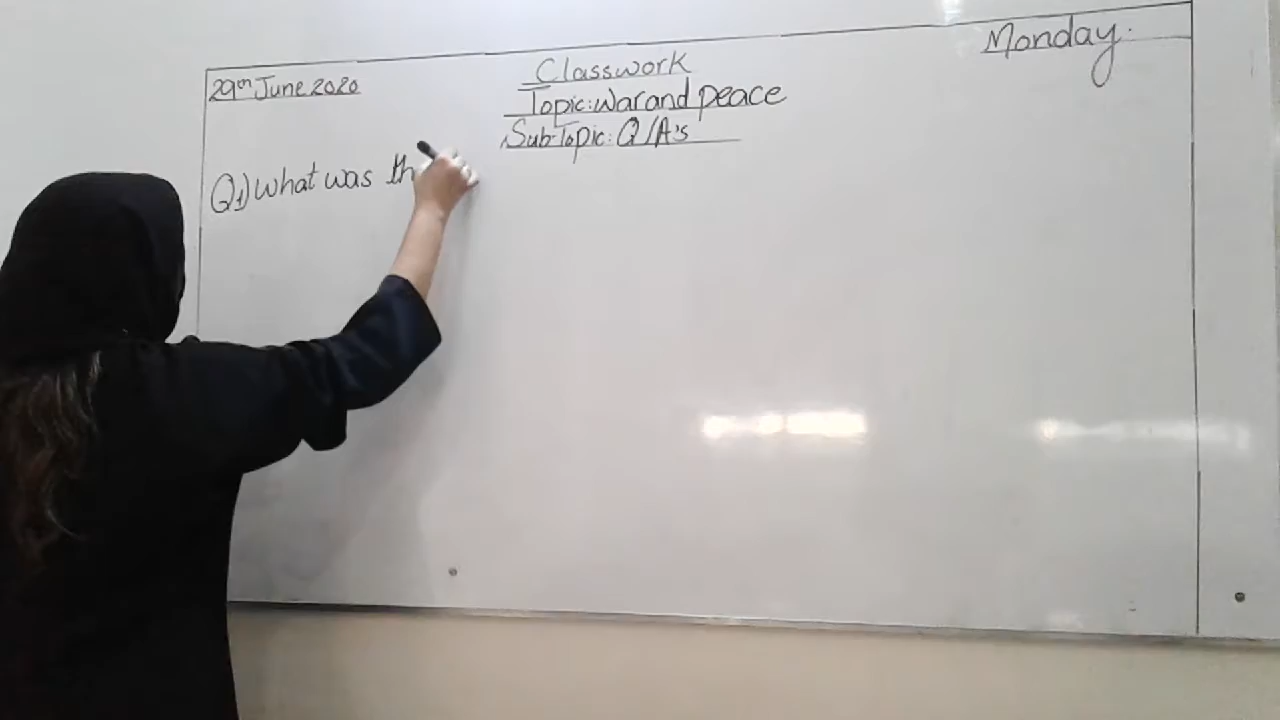 29th June 2020
Classwork
Monday.
Topic: War and peace
Sub-Topic: Q/A's
Q1) What was th